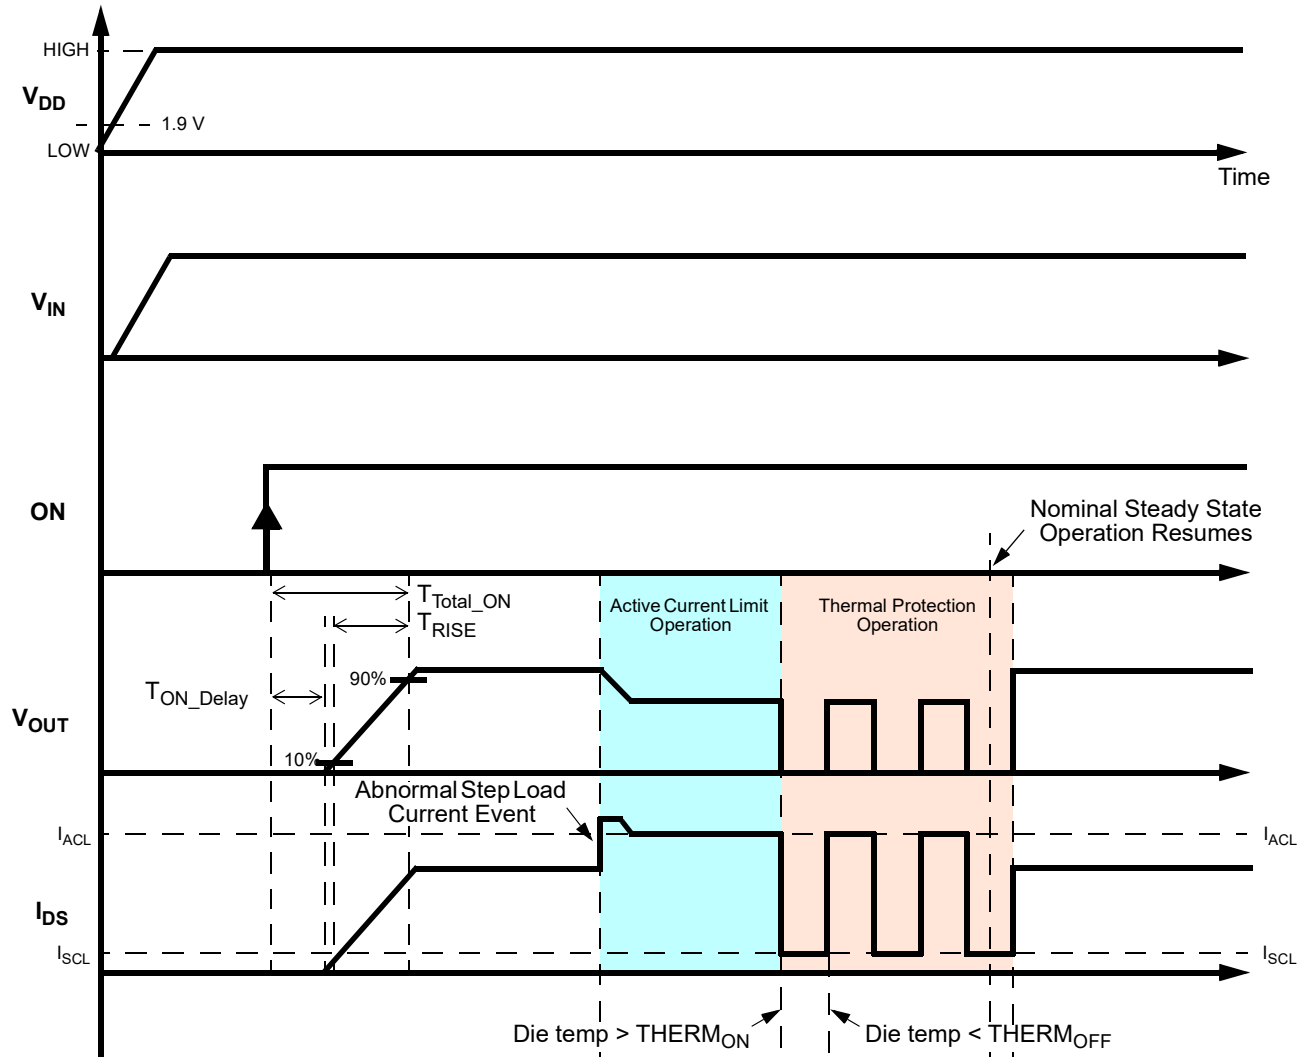 HIGH
VDD
1.9 V
LOW
Time
VIN
ON
Nominal Steady State
Operation Resumes
TTotal_ON
TRISE
Active Current Limit
Operation
Thermal Protection
Operation
90%
TON_Delay
VOUT
10%
Abnormal Step Load
Current Event
IACL
IACL
IDS
ISCL
ISCL
Die temp > THERMON
Die temp < THERMOFF